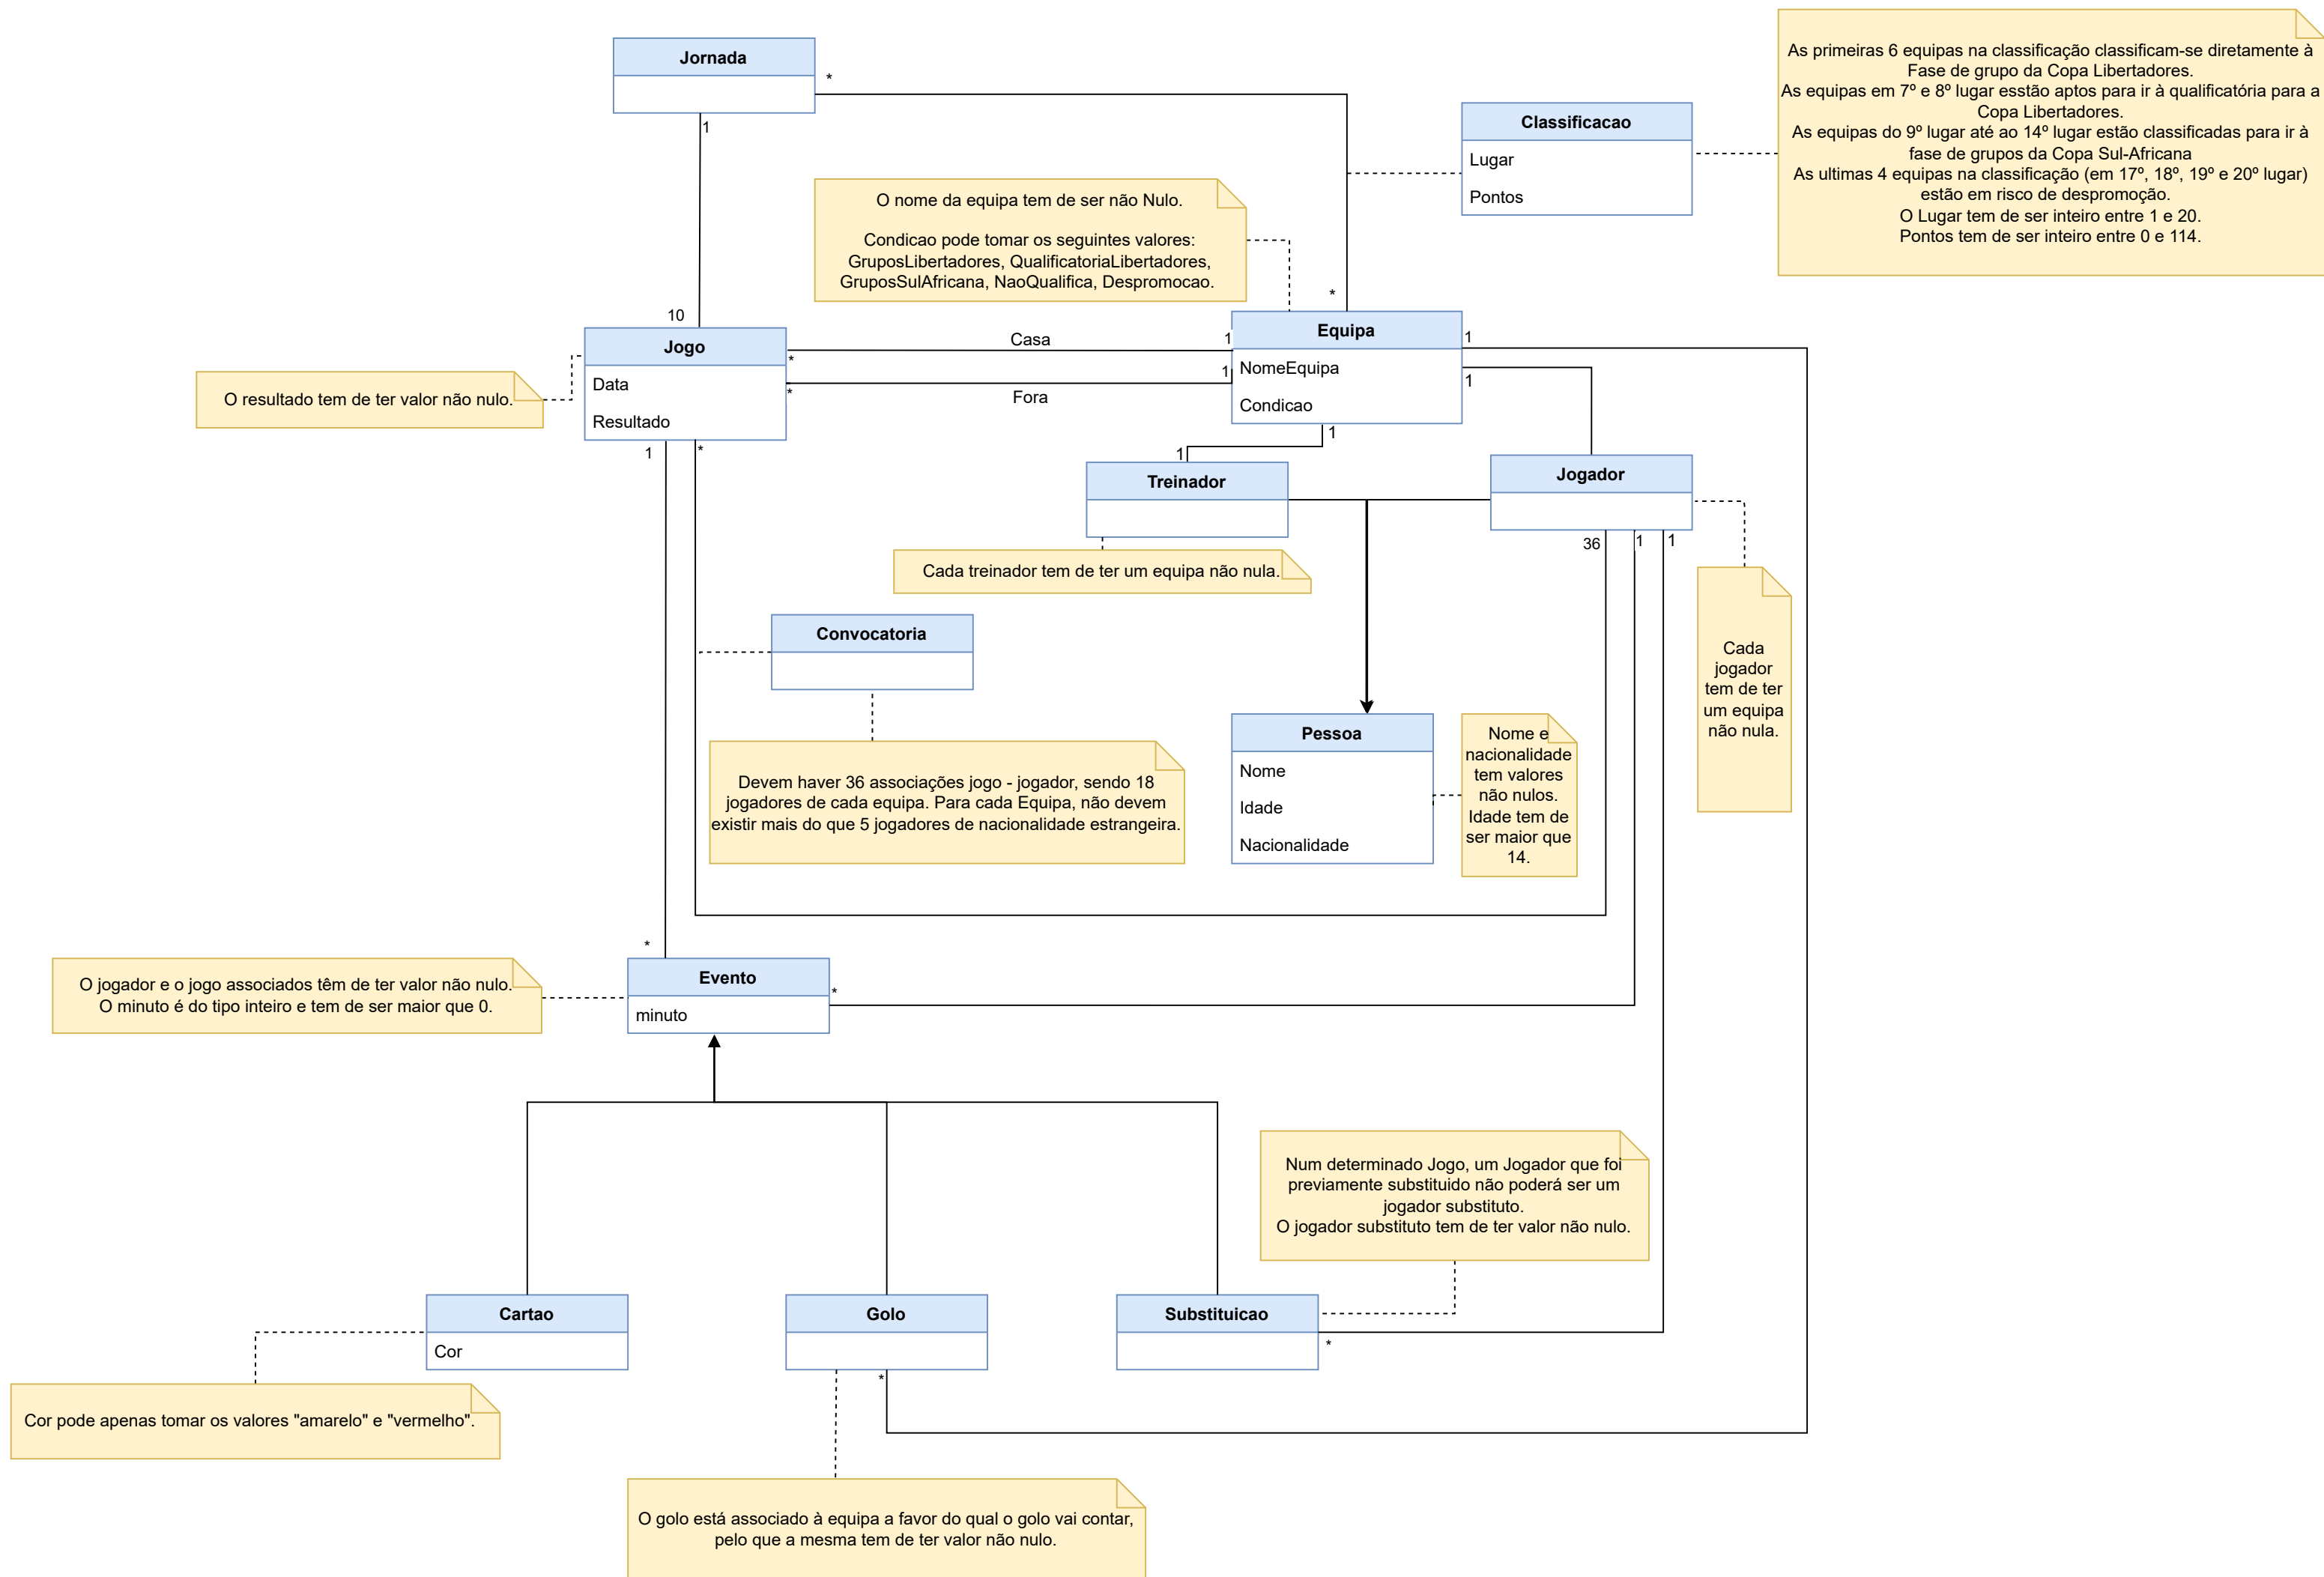 Jornada
*
1
As primeiras 6 equipas na classificação classificam-se diretamente à
Fase de grupo da Copa Libertadores.
As equipas em 7º e 8º lugar esstão aptos para ir à qualificatória para a
Copa Libertadores.
As equipas do 9º lugar até ao 14º lugar estão classificadas para ir à
fase de grupos da Copa Sul-Africana
As ultimas 4 equipas na classificação (em 17º, 18º, 19º e 20º lugar)
estão em risco de despromoção.
O Lugar tem de ser inteiro entre 1 e 20.
Pontos tem de ser inteiro entre 0 e 114.
Classificacao
Lugar
Pontos
O nome da equipa tem de ser não Nulo.
Condicao pode tomar os seguintes valores:
GruposLibertadores, QualificatoriaLibertadores,
GruposSulAfricana, NaoQualifica, Despromocao.
*
10
Jogo
Data
Resultado
Casa
1
*
Fora
1
*
Equipa
NomeEquipa
Condicao
1
1
1
O resultado tem de ter valor não nulo.
1
*
1
Treinador
Jogador
Cada treinador tem de ter um equipa não nula.
36
1
1
Convocatoria
Cada
jogador
tem de ter
um equipa
não nula.
Devem haver 36 associações jogo - jogador, sendo 18
jogadores de cada equipa. Para cada Equipa, não devem
existir mais do que 5 jogadores de nacionalidade estrangeira.
Pessoa
Nome
Idade
Nacionalidade
Nome e
nacionalidade
tem valores
não nulos.
Idade tem de
ser maior que
14.
*
Evento
minuto
*
O jogador e o jogo associados têm de ter valor não nulo.
O minuto é do tipo inteiro e tem de ser maior que 0.
Num determinado Jogo, um Jogador que foi
previamente substituido não poderá ser um
jogador substituto.
O jogador substituto tem de ter valor não nulo.
Cartao
Cor
Golo
*
Substituicao
*
Cor pode apenas tomar os valores "amarelo" e "vermelho".
O golo está associado à equipa a favor do qual o golo vai contar,
pelo que a mesma tem de ter valor não nulo.